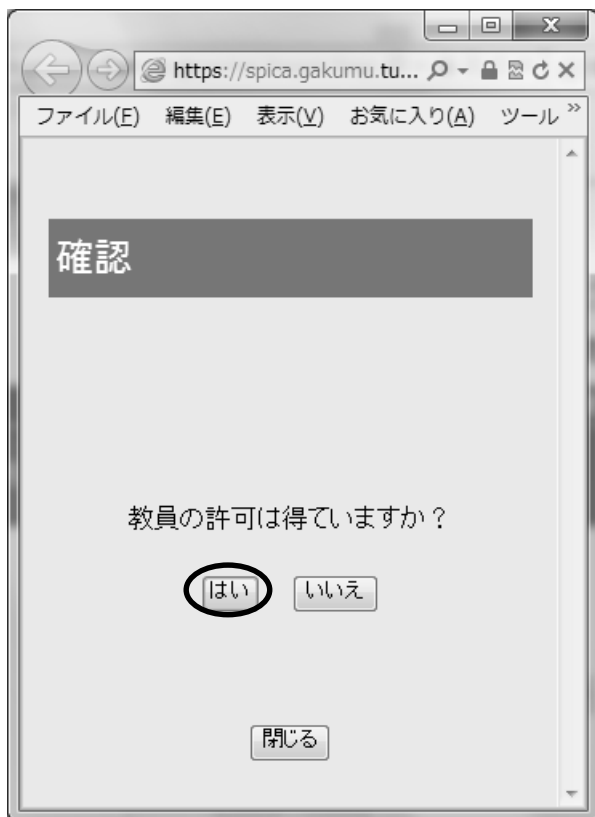 https://spica.gakumu.tu...
ファイル(F) 編集(E) 表示(V) お気に入り(A) ツール »
確認
教員の許可は得ていますか？
はい いいえ
閉じる